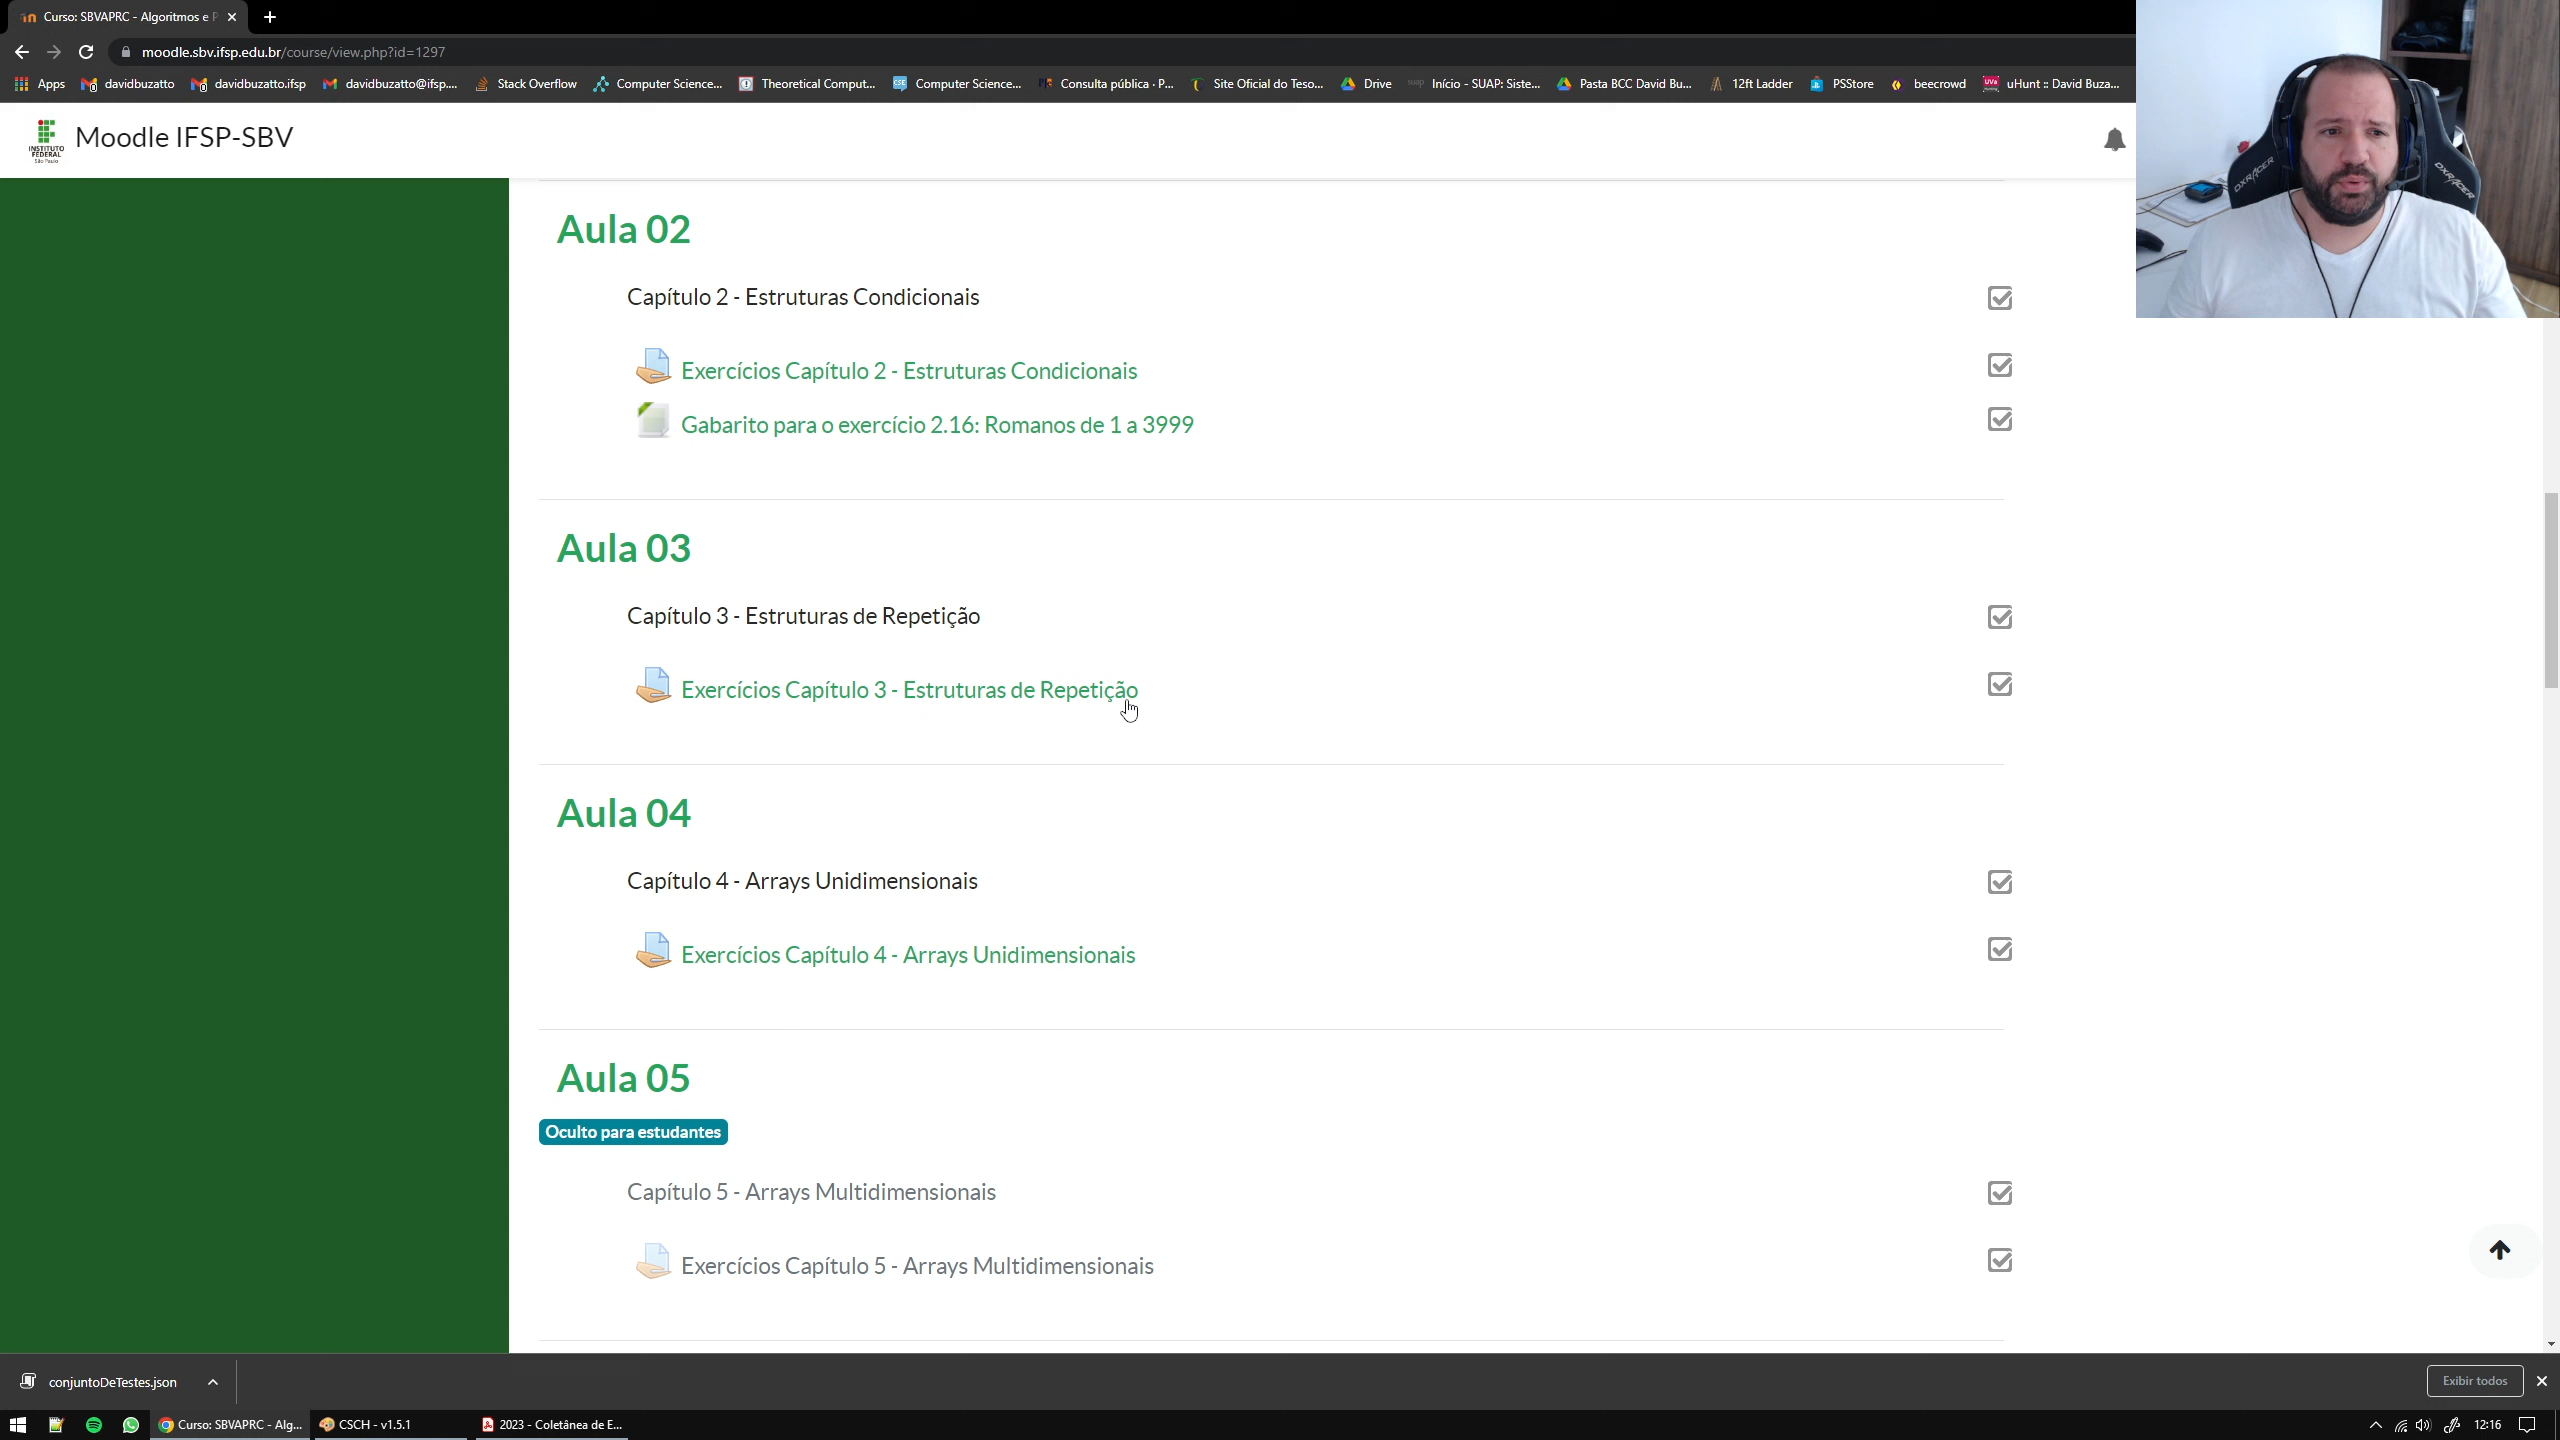 Curso: SBVAPRC - Algoritmos e P
moodle.sbv.ifsp.edu.br/course/view.php?id=1297
Apps
davidbuzatto
davidbuzatto.ifsp
davidbuzatto@ifsp....
Stack Overflow
Computer Science...
Theoretical Comput...
Computer Science...
Consulta pública · P...
Site Oficial do Teso...
Drive
Início - SUAP: Siste...
Pasta BCC David Bu...
12ft Ladder
PSStore
beecrowd
uHunt :: David Buza...
INSTITUTO
FEDERAL
São Paulo
Moodle IFSP-SBV
DXRACER
DXRACER
Aula 02
Capítulo 2 - Estruturas Condicionais
Exercícios Capítulo 2 - Estruturas Condicionais
Gabarito para o exercício 2.16: Romanos de 1 a 3999
Aula 03
Capítulo 3 - Estruturas de Repetição
Exercícios Capítulo 3 - Estruturas de Repetição
Aula 04
Capítulo 4 - Arrays Unidimensionais
Exercícios Capítulo 4 - Arrays Unidimensionais
Aula 05
Oculto para estudantes
Capítulo 5 - Arrays Multidimensionais
Exercícios Capítulo 5 - Arrays Multidimensionais
conjuntoDeTestes.json
Exibir todos
Curso: SBVAPRC - Alg...
CSCH - v1.5.1
2023 - Coletânea de E...
12:16